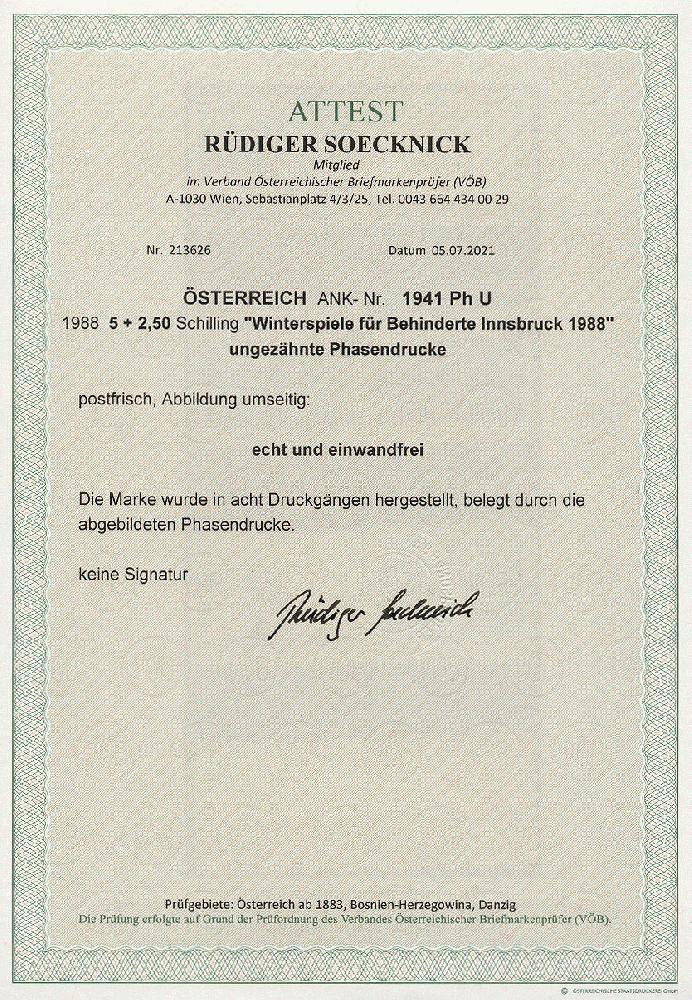 ATTEST
RÜDIGER SOECKNICK
Mitglied
im Verband Österreichischer Briefmarkenprüfer (VÖB)
A-1030 Wien, Sebastianplatz 4/3/25, Tel. 0043 664 434 00 29
Nr. 213626 Datum 05.07.2021
ÖSTERREICH ANK- Nr. 1941 Ph U
1988 5 + 2,50 Schilling "Winterspiele für Behinderte Innsbruck 1988"
ungezähnte Phasendrucke
postfrisch, Abbildung umseitig:
echt und einwandfrei
Die Marke wurde in acht Druckgängen hergestellt, belegt durch die
abgebildeten Phasendrucke.
keine Signatur
Rüdiger Soecknick
Prüfgebiete: Österreich ab 1883, Bosnien-Herzegowina, Danzig
Die Prüfung erfolgte auf Grund der Prüfordnung des Verbandes Österreichischer Briefmarkenprüfer (VÖB).
© ÖSTERREICHISCHE STAATSDRUCKEREI GmbH